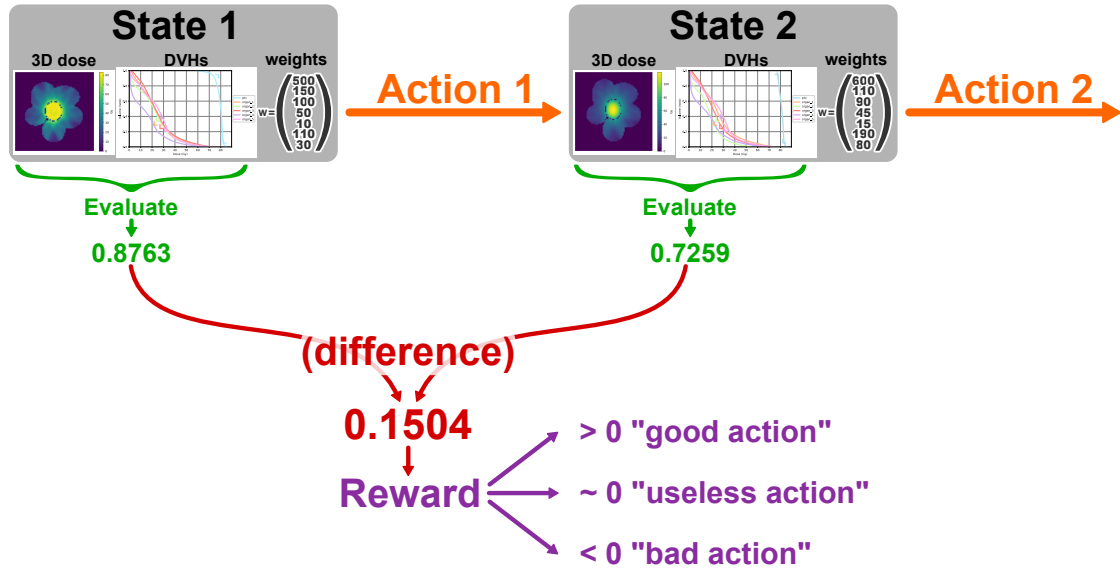 State 1
3D dose
DVHs
weights
w=
500
150
100
50
10
110
30
Action 1
State 2
3D dose
DVHs
weights
w=
600
110
90
45
15
190
80
Action 2
Evaluate
0.8763
Evaluate
0.7259
(difference)
0.1504
Reward
> 0 "good action"
~ 0 "useless action"
< 0 "bad action"